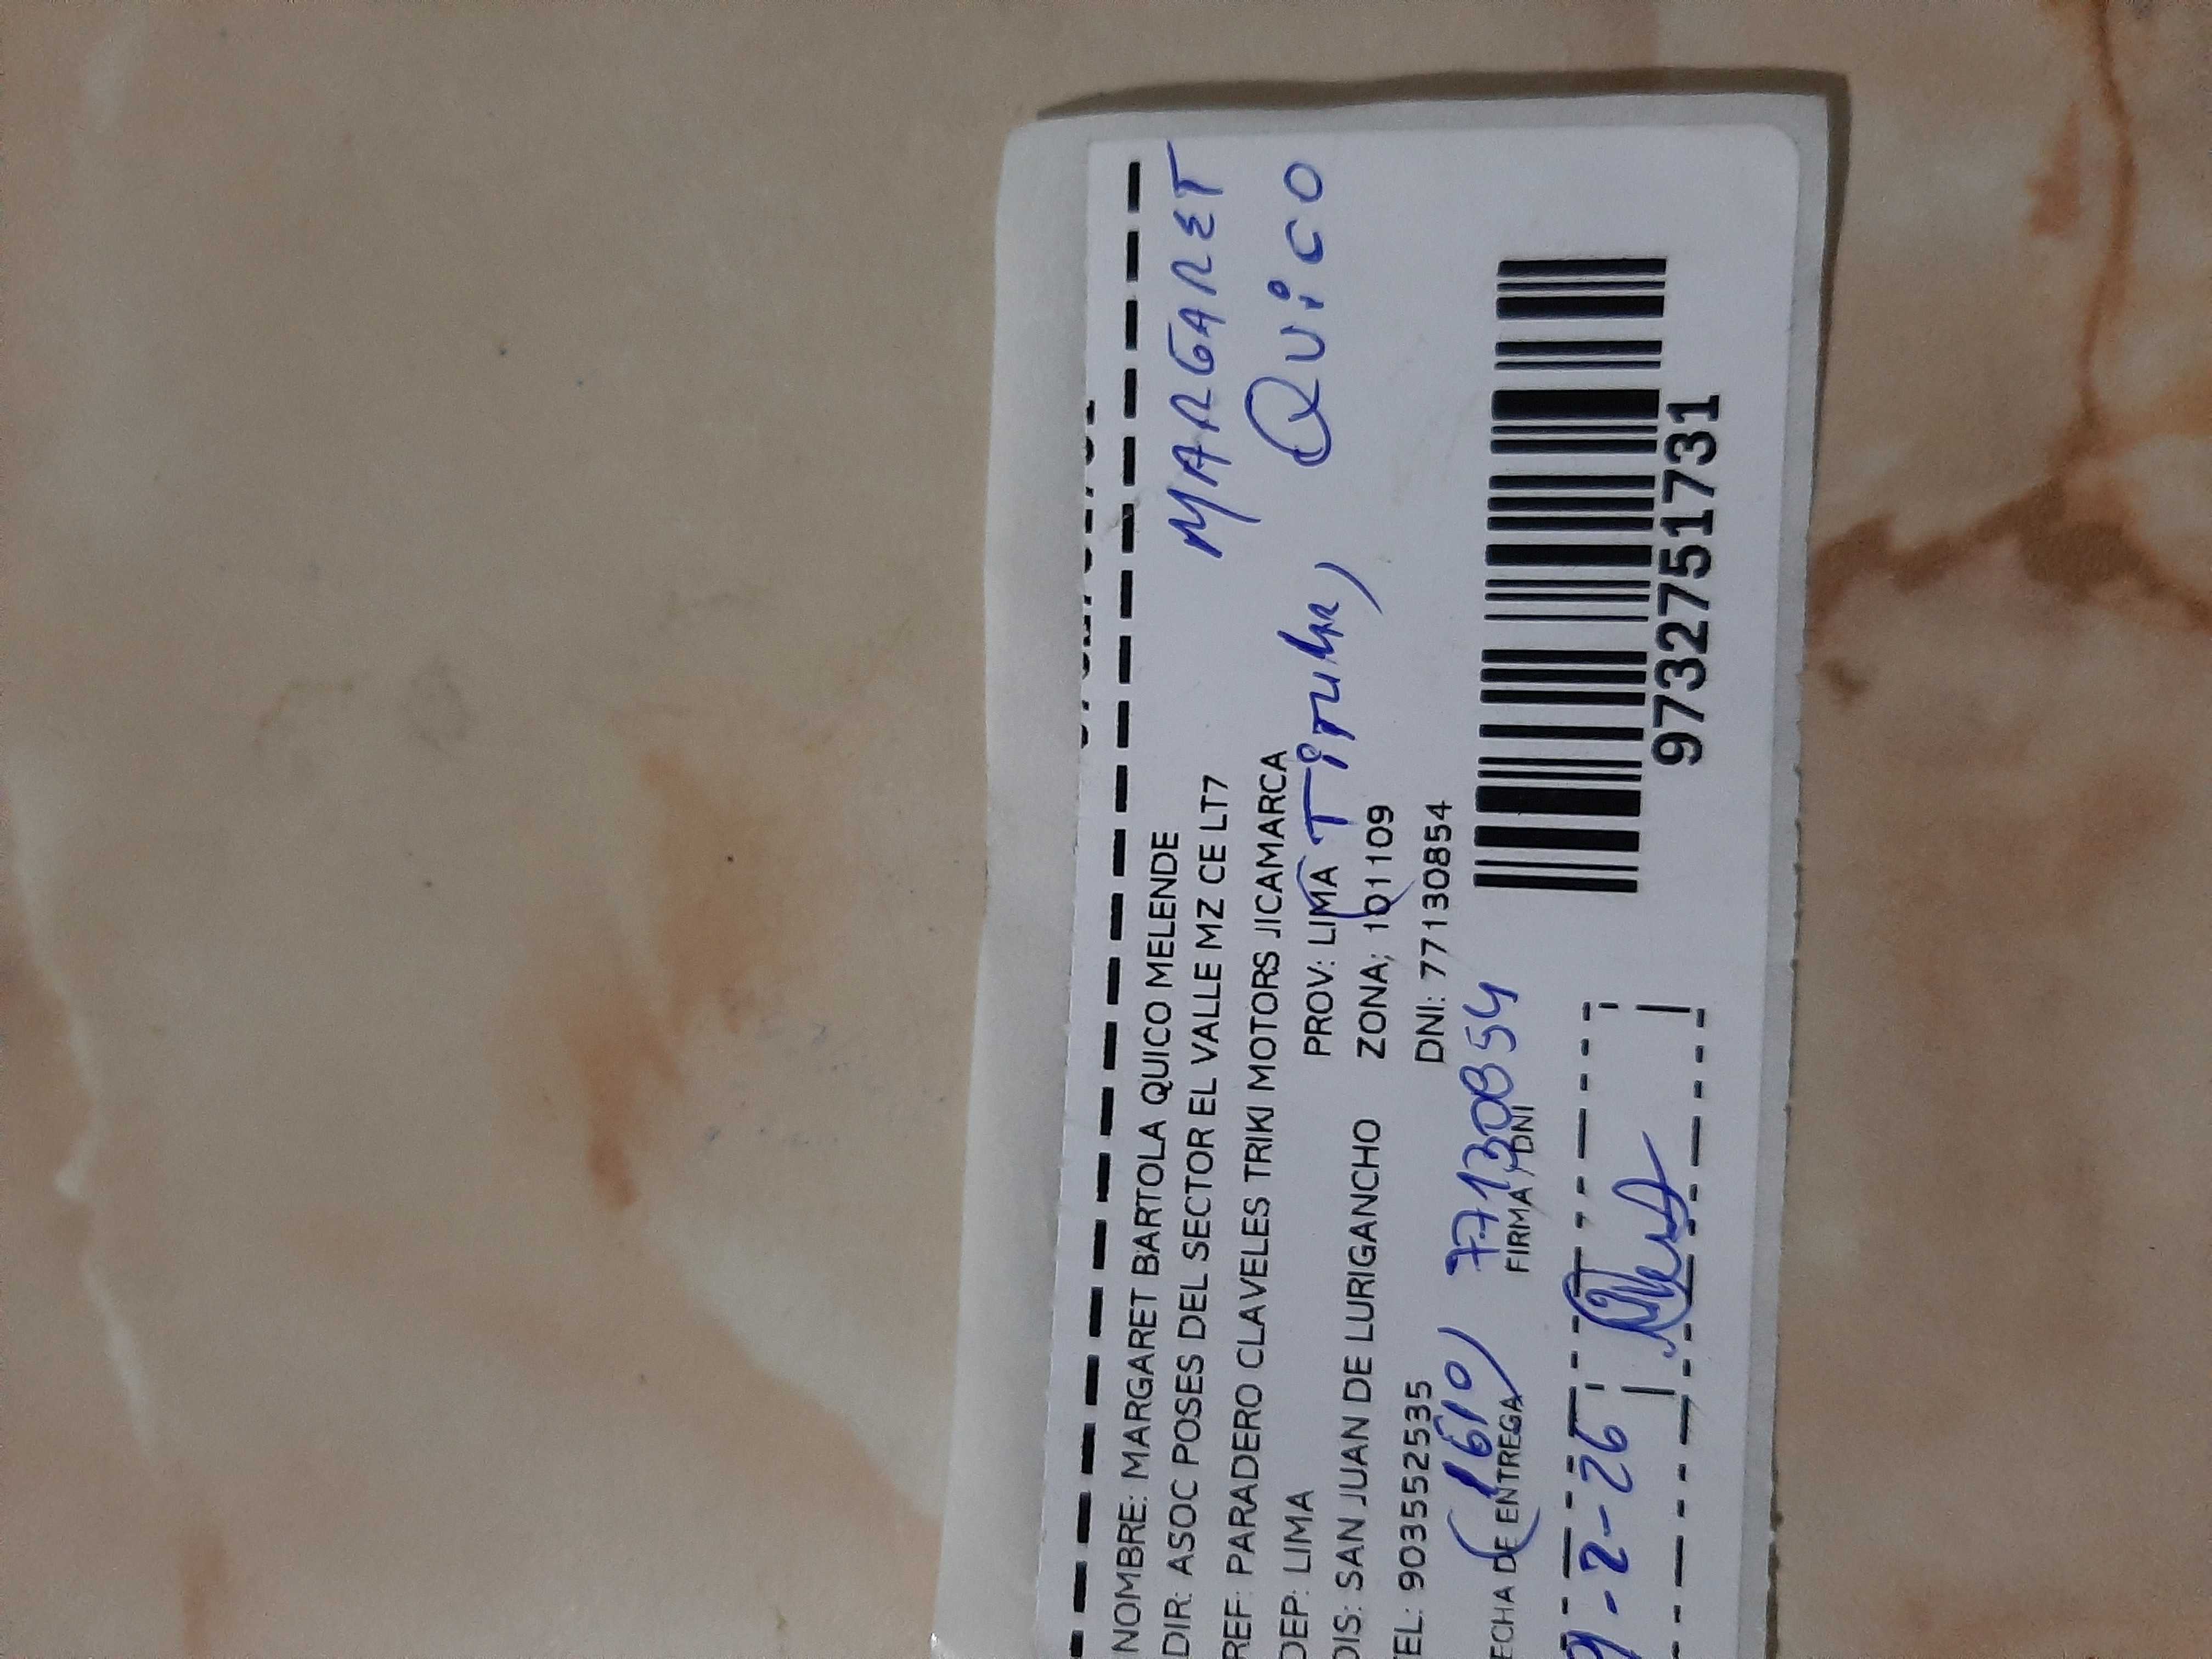 MARGARET
QUICO
NOMBRE: MARGARET BARTOLA QUICO MELENDE
DIR: ASOC POSES DEL SECTOR EL VALLE MZ CE LT7
REF: PARADERO CLAVELES TRIKI MOTORS JICAMARCA
DEP: LIMA PROV: LIMA (Titular)
DIS: SAN JUAN DE LURIGANCHO ZONA; 101109
TEL: 903552535 DNI: 77130854
(1610) 77130854
ECHA DE ENTREGA FIRMA / DNI
-2-26
9732751731